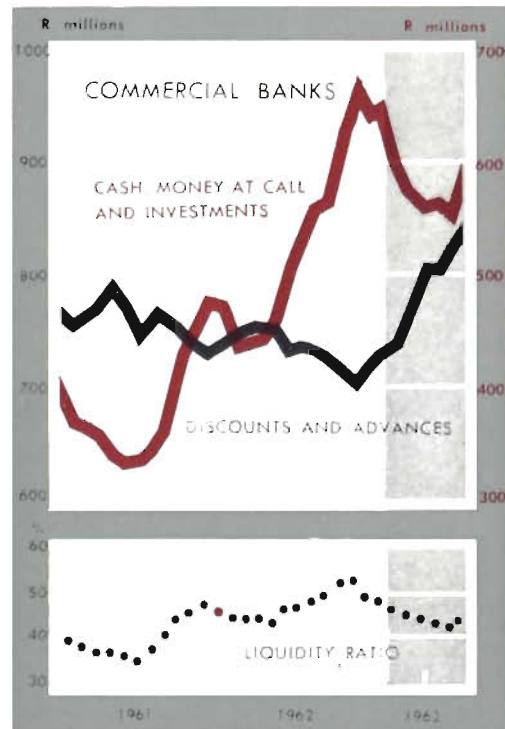 R millions R millions
1000 700
COMMERCIAL BANKS
900 600
CASH MONEY AT CALL
AND INVESTMENTS
800 500
700 400
DISCOUNTS AND ADVANCES
600 300
%
60
50
40
LIQUIDITY RATIO
30
1961 1962 1963